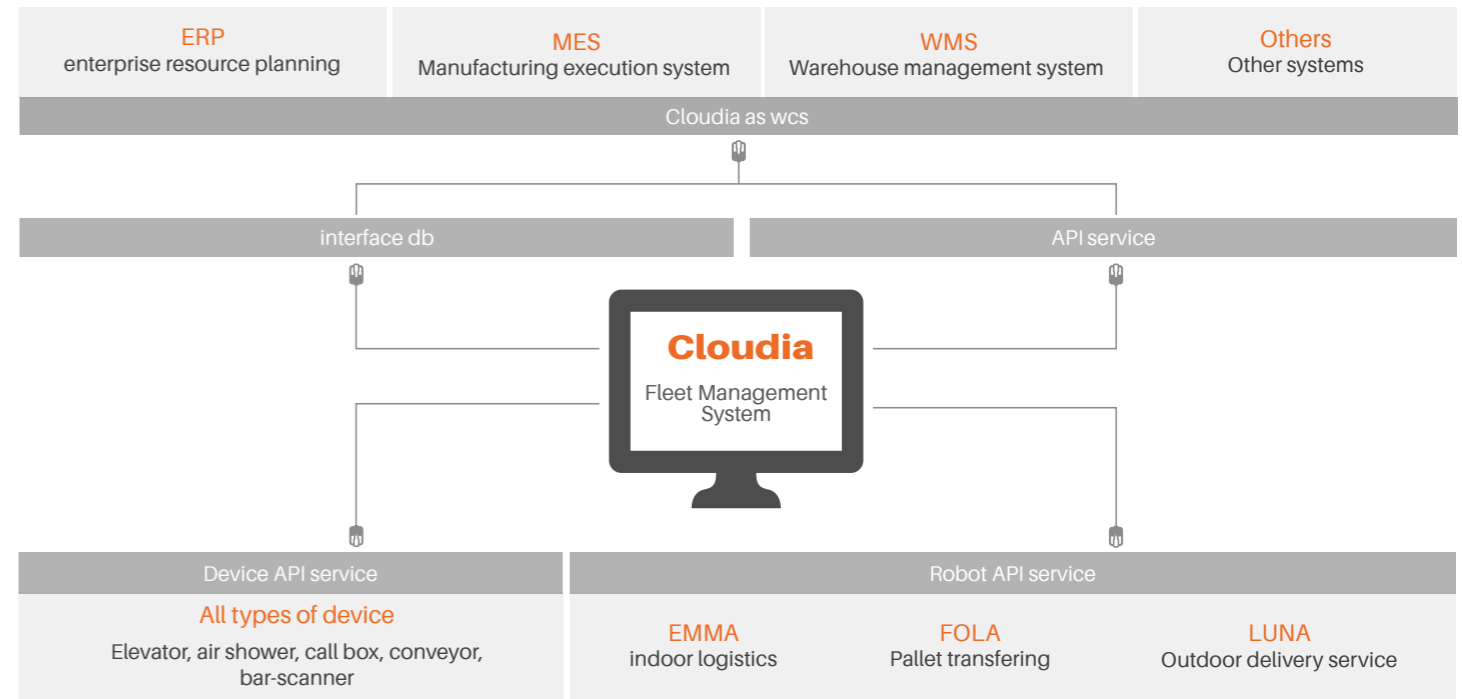 ERP
enterprise resource planning
MES
Manufacturing execution system
WMS
Warehouse management system
Others
Other systems
Cloudia as wcs
interface db
API service
Cloudia
Fleet Management
System
Device API service
Robot API service
All types of device
Elevator, air shower, call box, conveyor,
bar-scanner
EMMA
indoor logistics
FOLA
Pallet transfering
LUNA
Outdoor delivery service